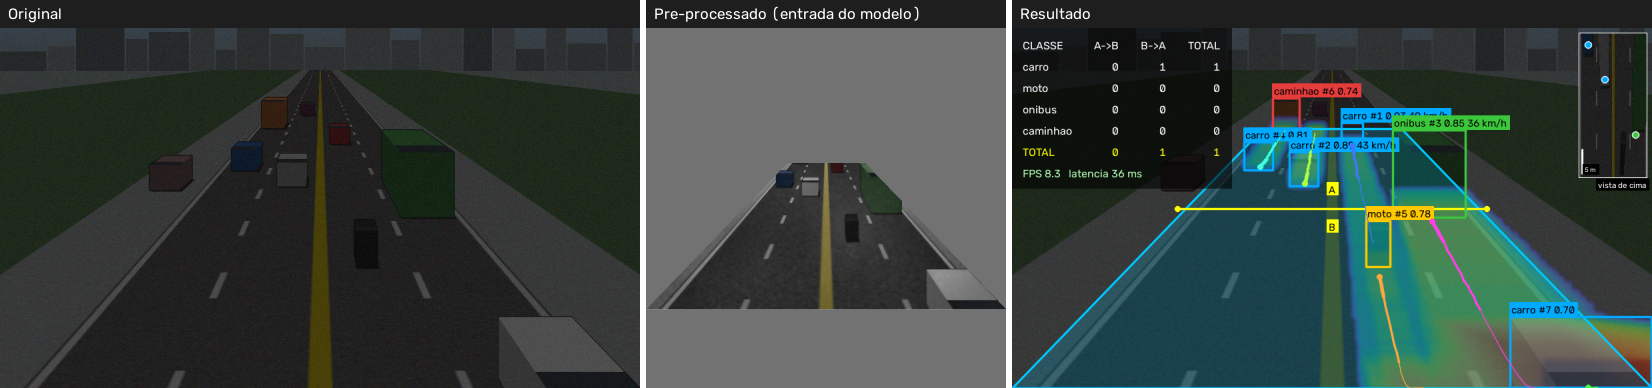 Original
Pre-processado (entrada do modelo)
Resultado
CLASSE A->B B->A TOTAL
carro 0 1 1
moto 0 0 0
onibus 0 0 0
caminhao 0 0 0
TOTAL 0 1 1
FPS 8.3 latencia 36 ms
caminhao #6 0.74
carro #1
km/h
onibus #3 0.85 36 km/h
carro #4 0.81
carro #2 0.89 43 km/h
A
moto #5 0.78
B
carro #7 0.70
5 m
vista de cima